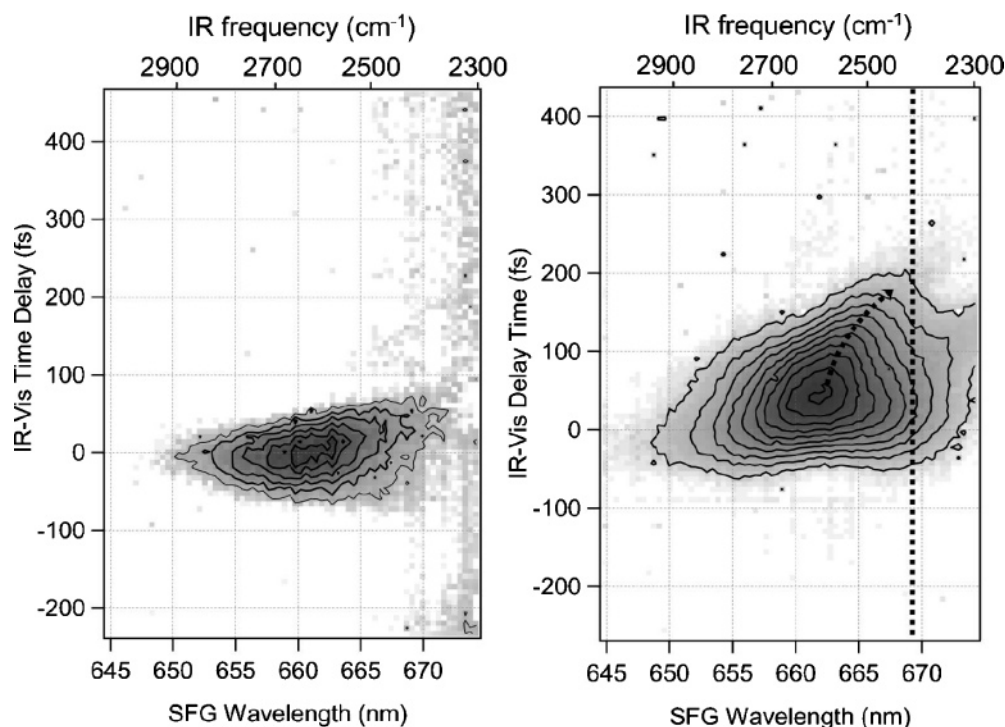 IR frequency (cm⁻¹)
2900 2700 2500 2300
IR-Vis Time Delay (fs)
400
300
200
100
0
-100
-200
645 650 655 660 665 670
SFG Wavelength (nm)
IR frequency (cm⁻¹)
2900 2700 2500 2300
IR-Vis Delay Time (fs)
400
300
200
100
0
-100
-200
645 650 655 660 665 670
SFG Wavelength (nm)